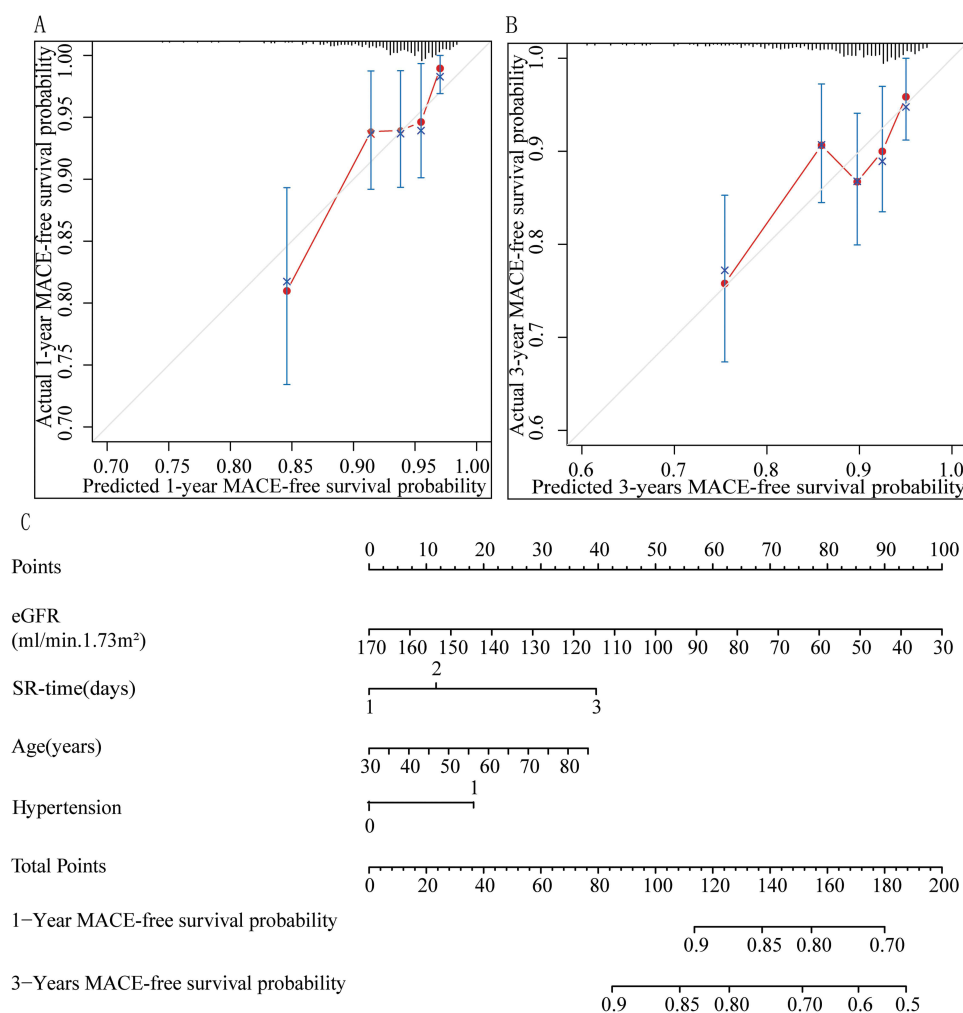 A
Actual 1-year MACE-free survival probability
1.00
0.95
0.90
0.85
0.80
0.75
0.70
0.70 0.75 0.80 0.85 0.90 0.95 1.00
Predicted 1-year MACE-free survival probability
B
Actual 3-year MACE-free survival probability
1.0
0.9
0.8
0.7
0.6
0.6 0.7 0.8 0.9 1.0
Predicted 3-years MACE-free survival probability
C
0 10 20 30 40 50 60 70 80 90 100
Points
eGFR
(ml/min.1.73m²)
170 160 150 140 130 120 110 100 90 80 70 60 50 40 30
2
SR-time(days)
1 3
Age(years)
30 40 50 60 70 80
1
Hypertension
0
Total Points
0 20 40 60 80 100 120 140 160 180 200
1−Year MACE-free survival probability
0.9 0.85 0.80 0.70
3−Years MACE-free survival probability
0.9 0.85 0.80 0.70 0.6 0.5